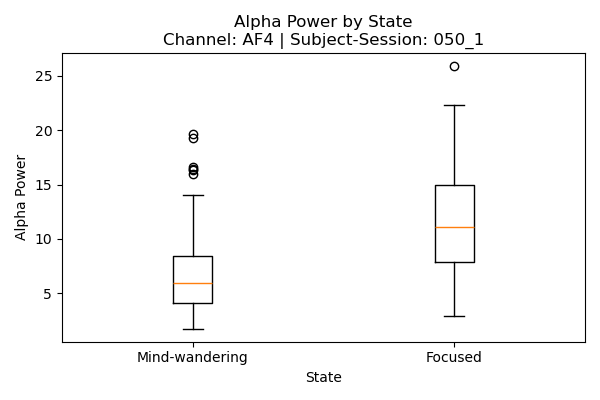 Alpha Power by State
Channel: AF4 | Subject-Session: 050_1
Alpha Power
25
20
15
10
5
Mind-wandering
Focused
State